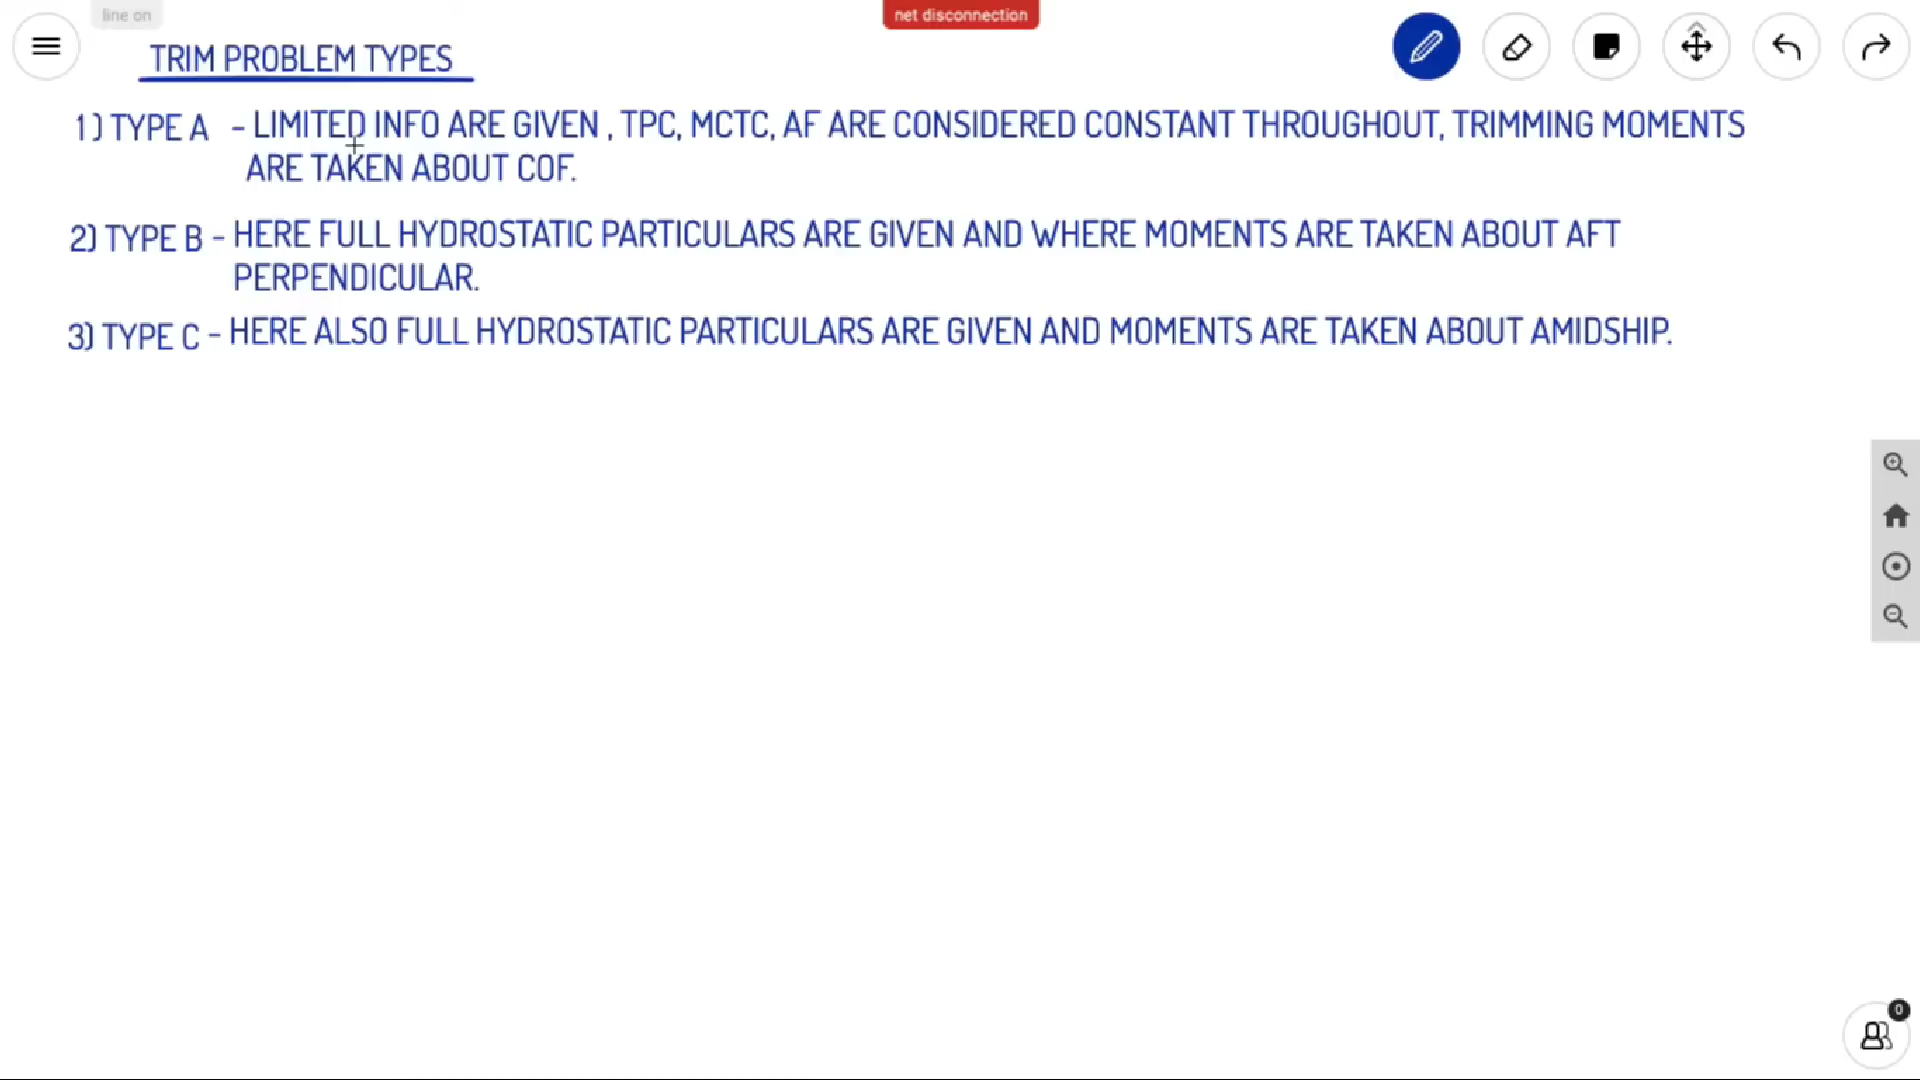 line on
net disconnection
TRIM PROBLEM TYPES
1) TYPE A - LIMITED INFO ARE GIVEN , TPC, MCTC, AF ARE CONSIDERED CONSTANT THROUGHOUT, TRIMMING MOMENTS
ARE TAKEN ABOUT COF.
2) TYPE B - HERE FULL HYDROSTATIC PARTICULARS ARE GIVEN AND WHERE MOMENTS ARE TAKEN ABOUT AFT
PERPENDICULAR.
3) TYPE C - HERE ALSO FULL HYDROSTATIC PARTICULARS ARE GIVEN AND MOMENTS ARE TAKEN ABOUT AMIDSHIP.
0